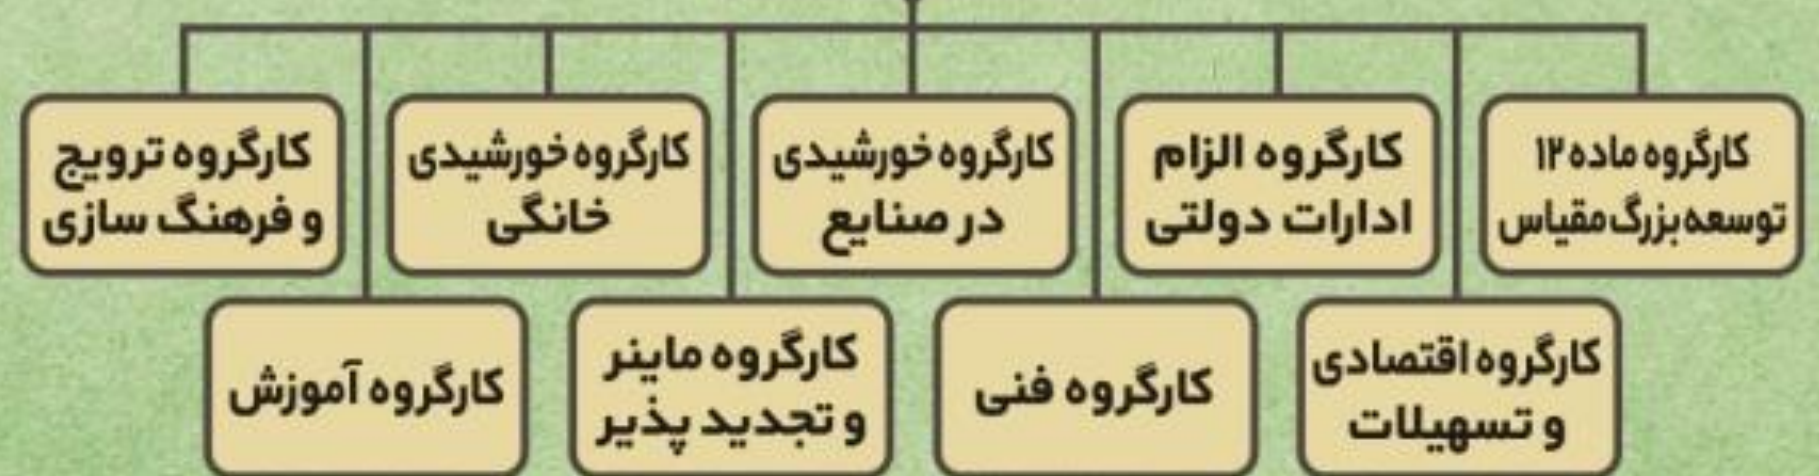 کارگروه ماده ۱۲
توسعه بزرگ مقیاس
کارگروه الزام
ادارات دولتی
کارگروه خورشیدی
در صنایع
کارگروه خورشیدی
خانگی
کارگروه ترویج
و فرهنگ سازی
کارگروه اقتصادی
و تسهیلات
کارگروه فنی
کارگروه ماینر
و تجدید پذیر
کارگروه آموزش